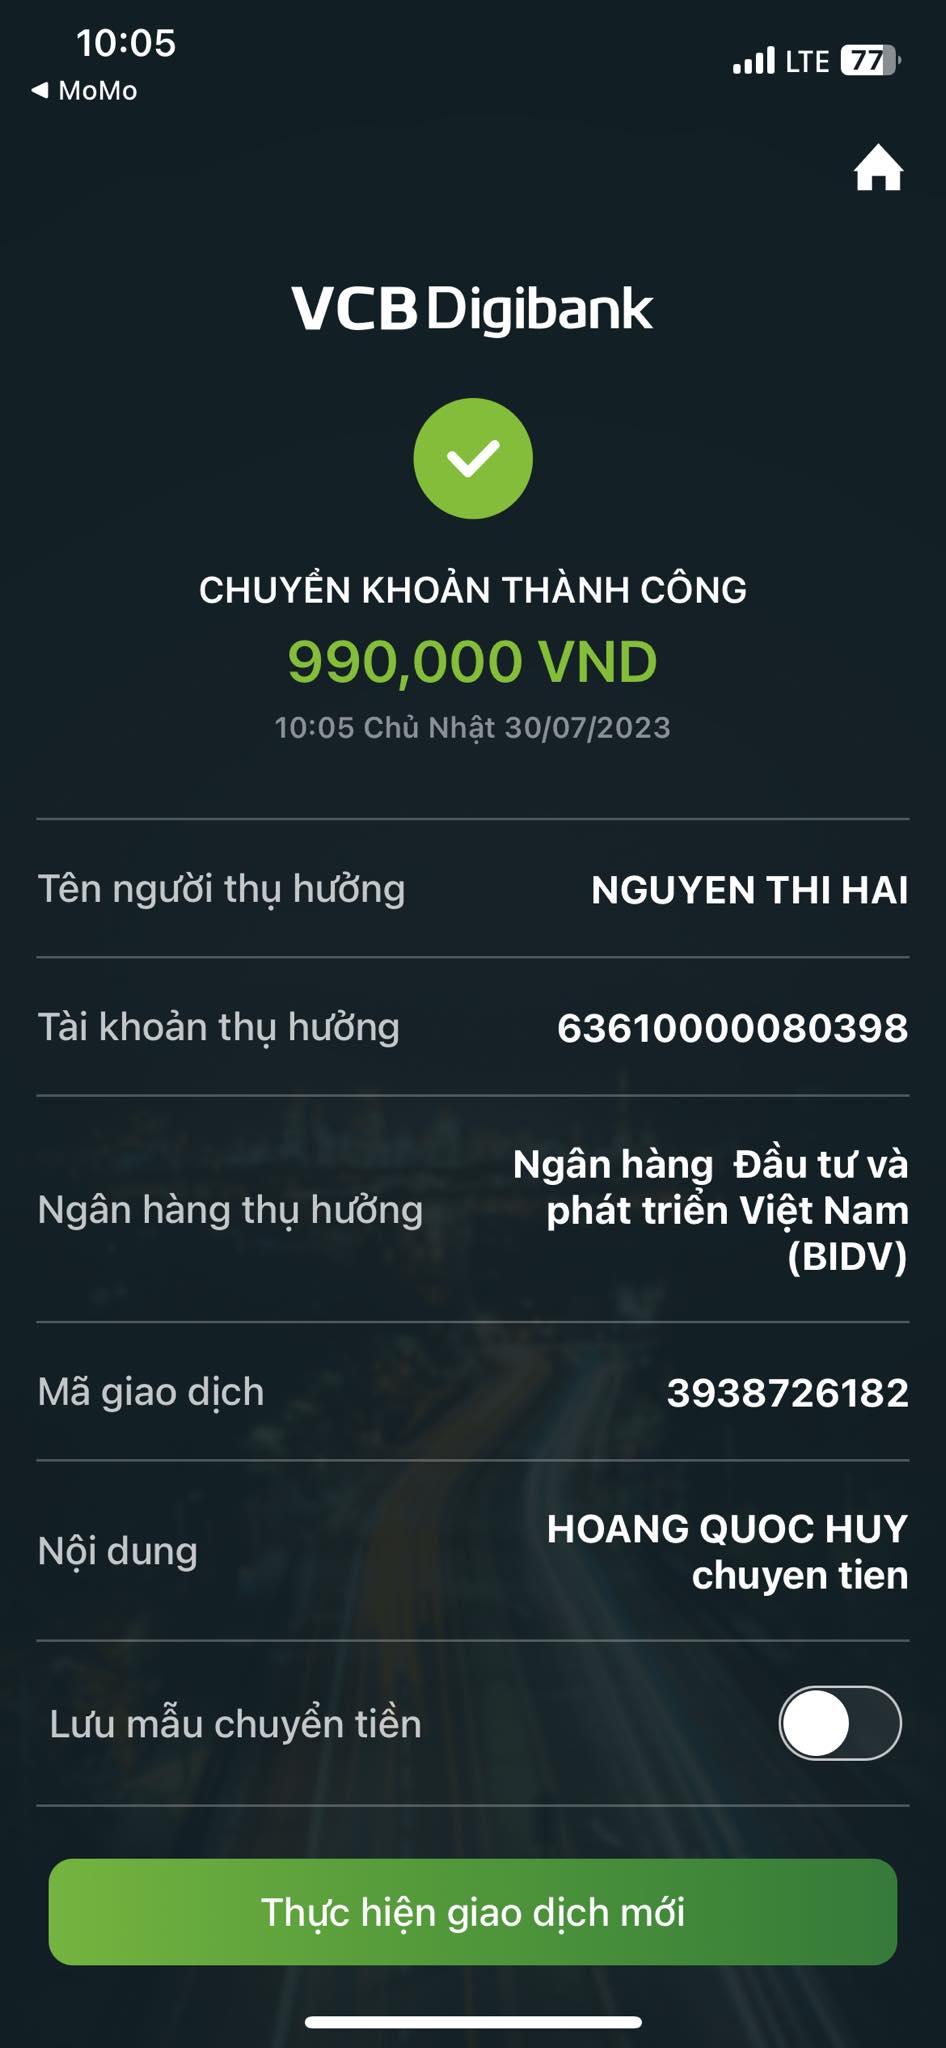 10:05
LTE 77
◀ MoMo
VCB Digibank
CHUYỂN KHOẢN THÀNH CÔNG
990,000 VND
10:05 Chủ Nhật 30/07/2023
Tên người thụ hưởng NGUYEN THI HAI
Tài khoản thụ hưởng 63610000080398
Ngân hàng thụ hưởng Ngân hàng Đầu tư và
phát triển Việt Nam
(BIDV)
Mã giao dịch 3938726182
Nội dung HOANG QUOC HUY
chuyen tien
Lưu mẫu chuyển tiền
Thực hiện giao dịch mới